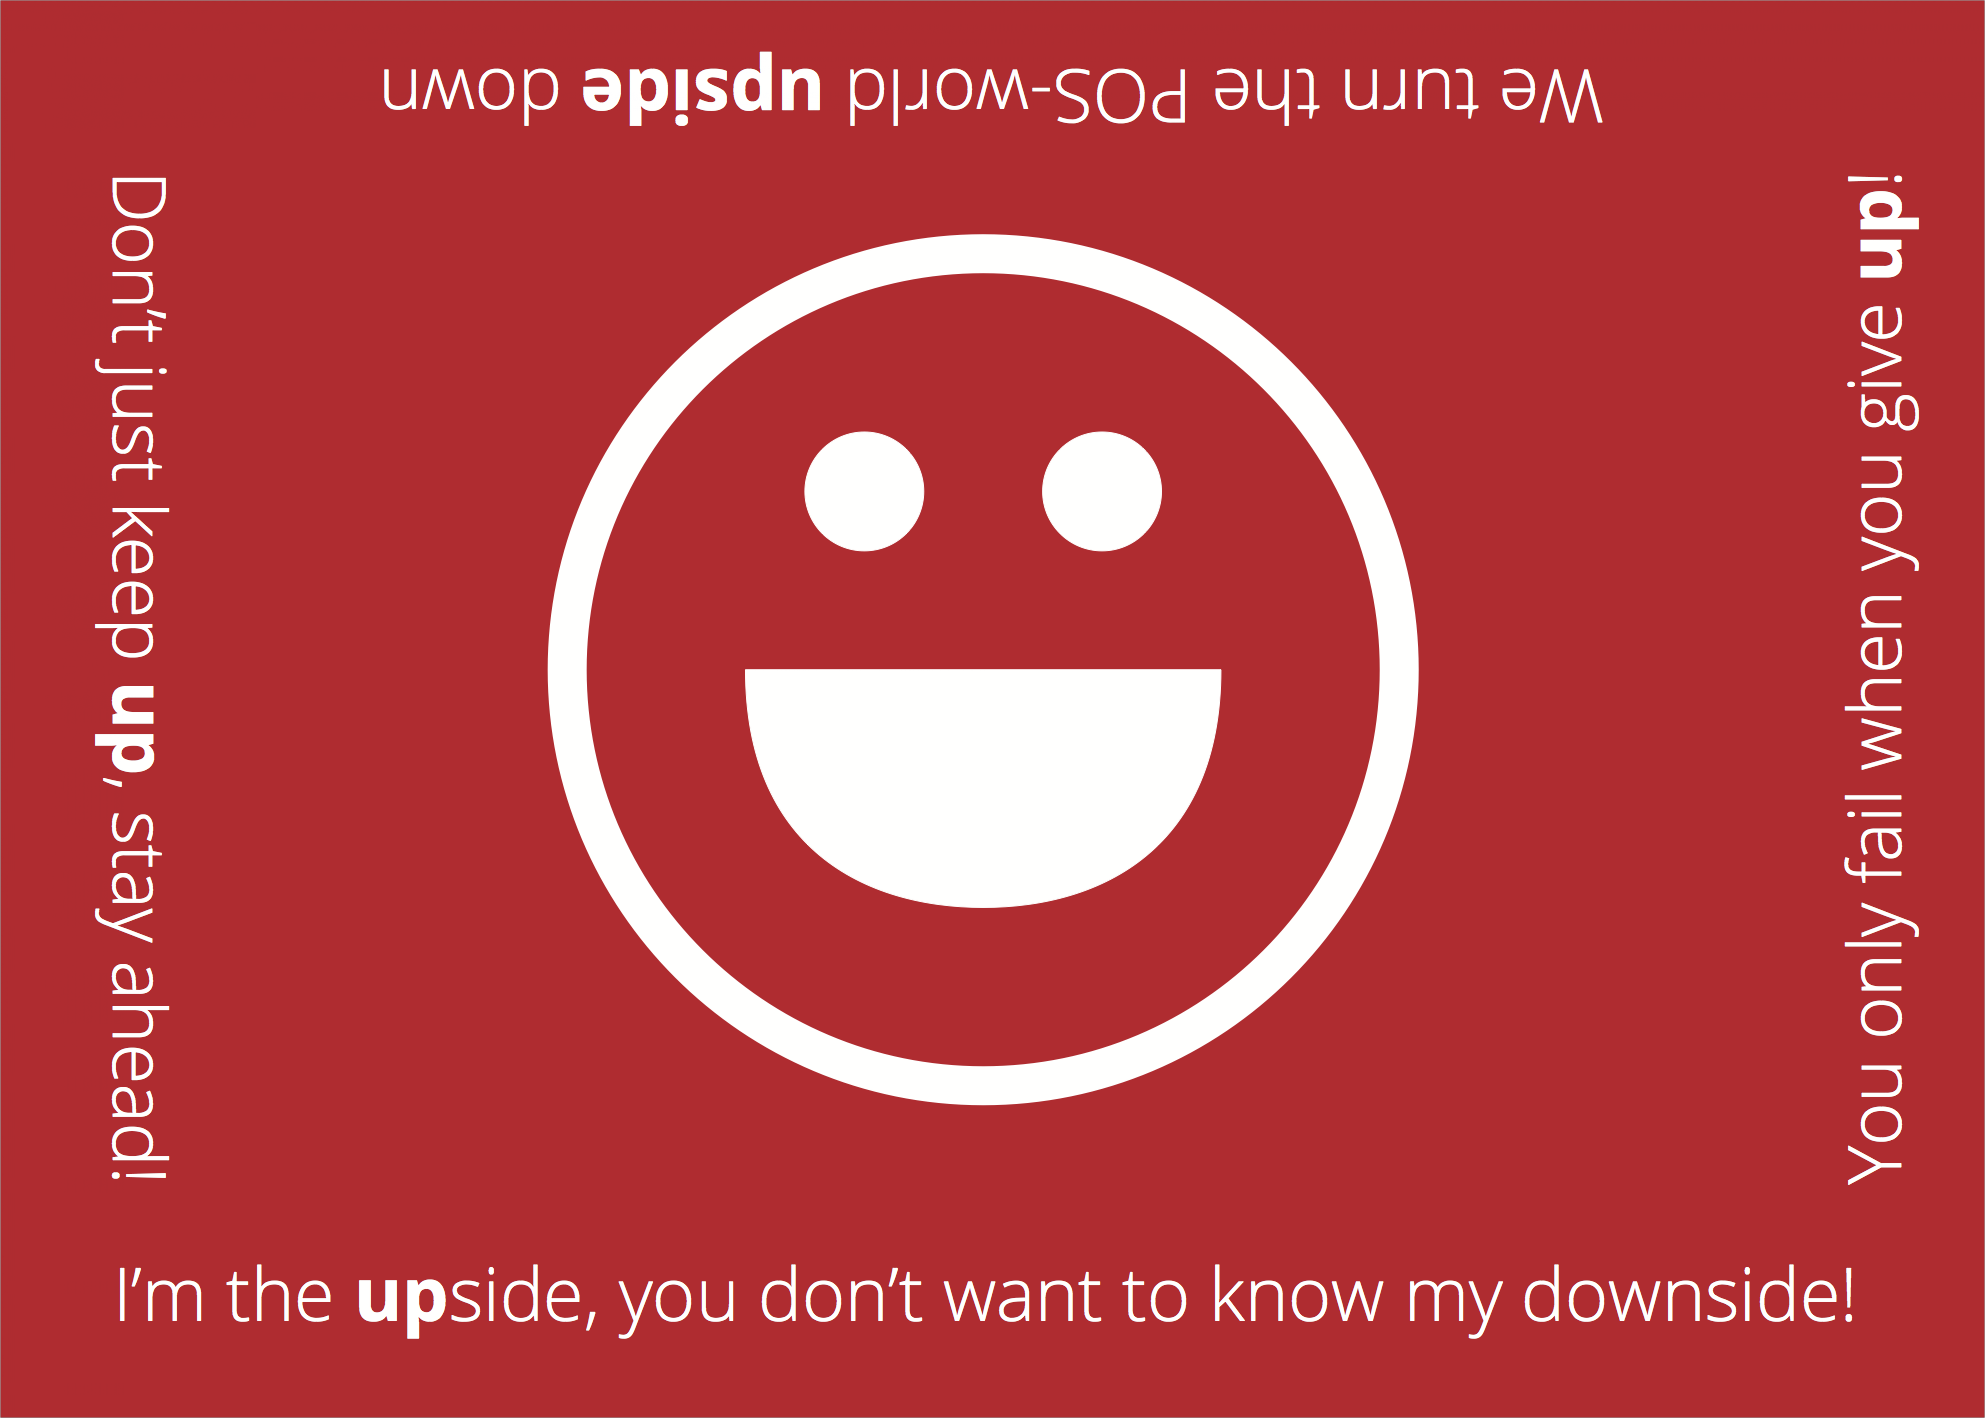 We turn the POS-world upside down
Don’t just keep up, stay ahead!
You only fail when you give up!
I’m the upside, you don’t want to know my downside!